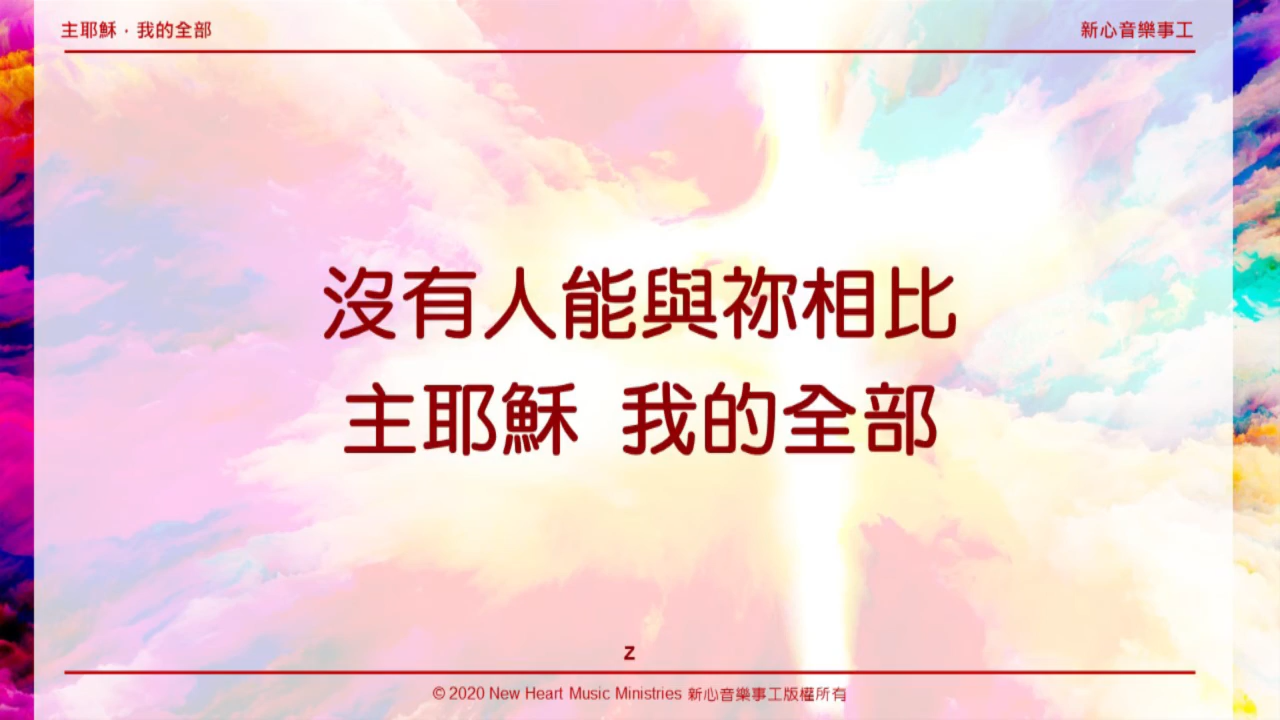 主耶穌．我的全部
新心音樂事工
沒有人能與祢相比
主耶穌 我的全部
z
© 2020 New Heart Music Ministries 新心音樂事工版權所有